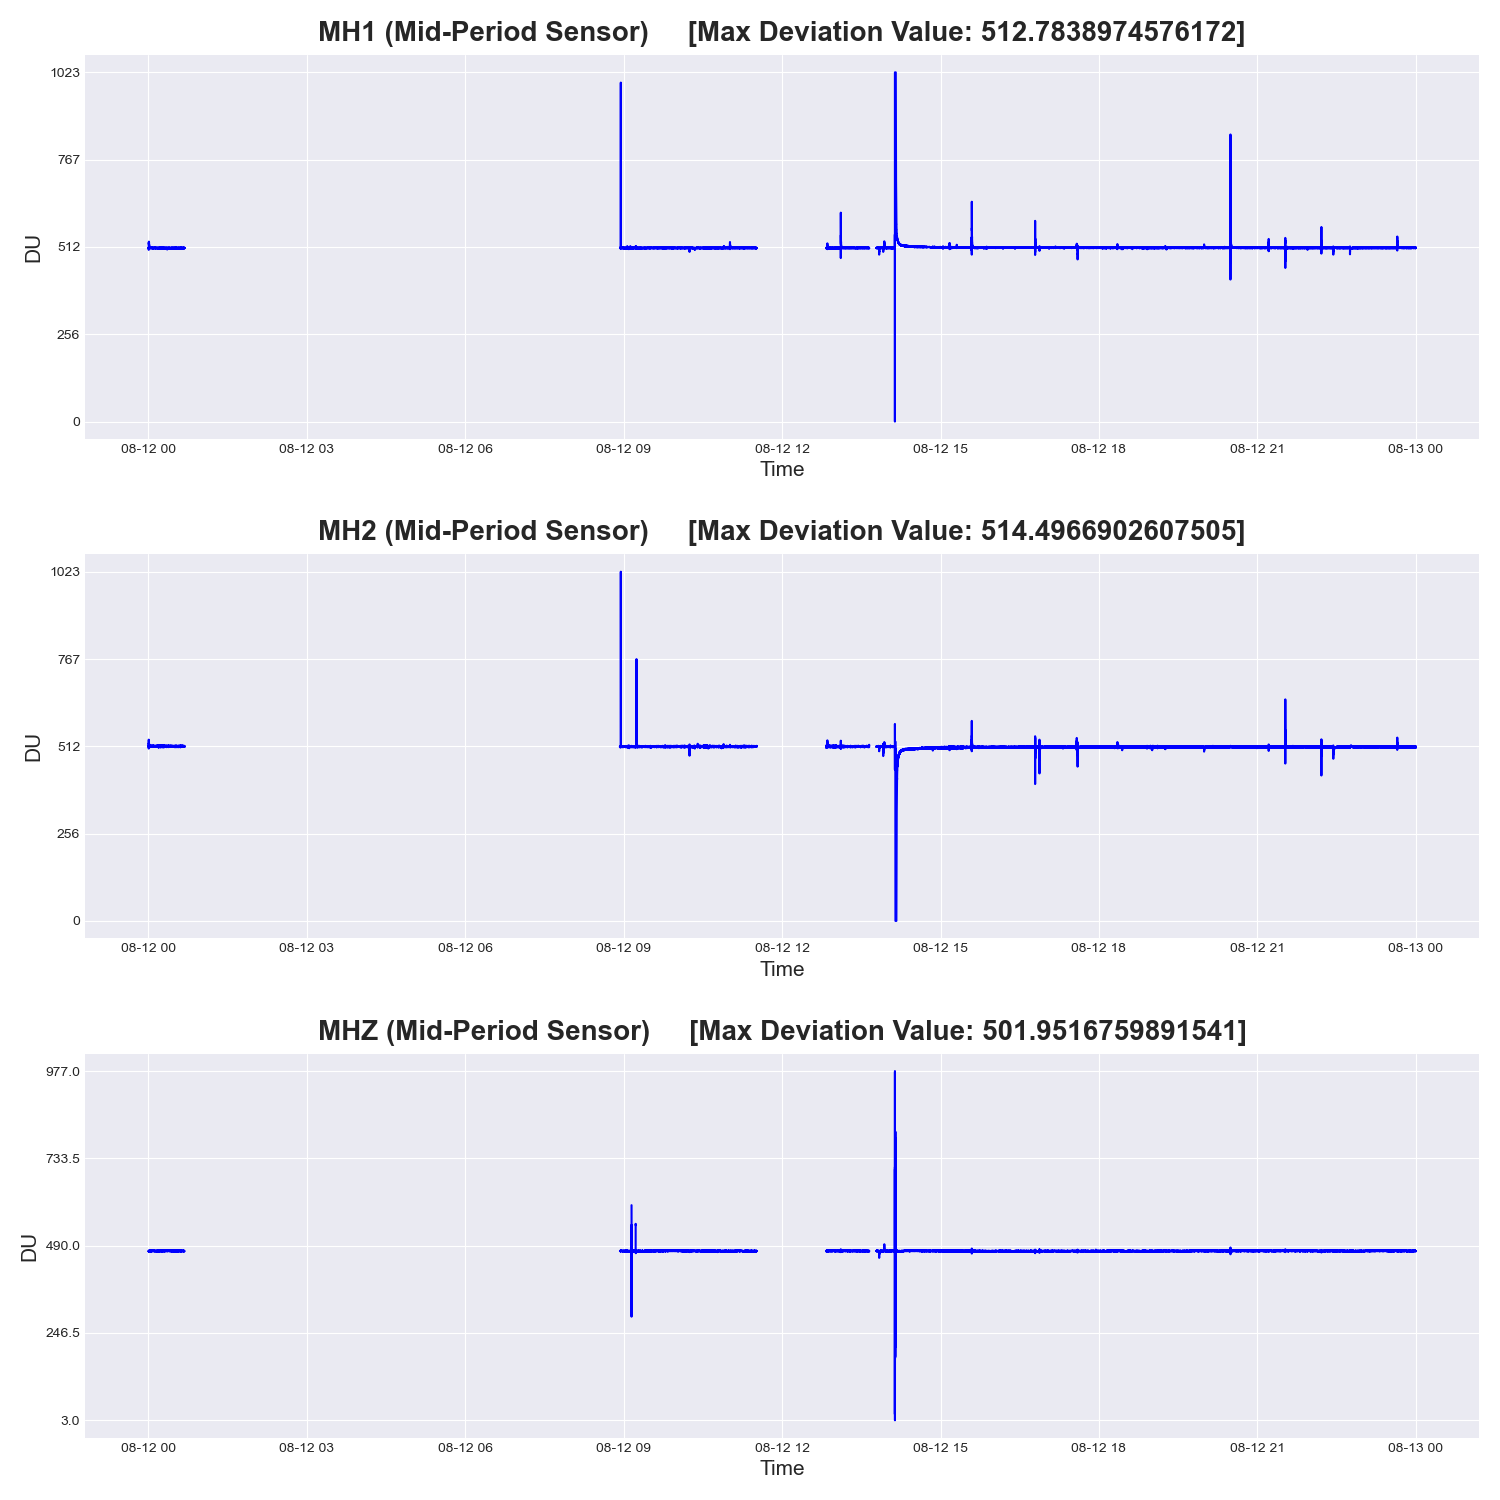 MH1 (Mid-Period Sensor) [Max Deviation Value: 512.7838974576172]
1023
767
512
256
0
DU
08-12 00 08-12 03 08-12 06 08-12 09 08-12 12 08-12 15 08-12 18 08-12 21 08-13 00
Time
MH2 (Mid-Period Sensor) [Max Deviation Value: 514.4966902607505]
1023
767
512
256
0
DU
08-12 00 08-12 03 08-12 06 08-12 09 08-12 12 08-12 15 08-12 18 08-12 21 08-13 00
Time
MHZ (Mid-Period Sensor) [Max Deviation Value: 501.9516759891541]
977.0
733.5
490.0
246.5
3.0
DU
08-12 00 08-12 03 08-12 06 08-12 09 08-12 12 08-12 15 08-12 18 08-12 21 08-13 00
Time